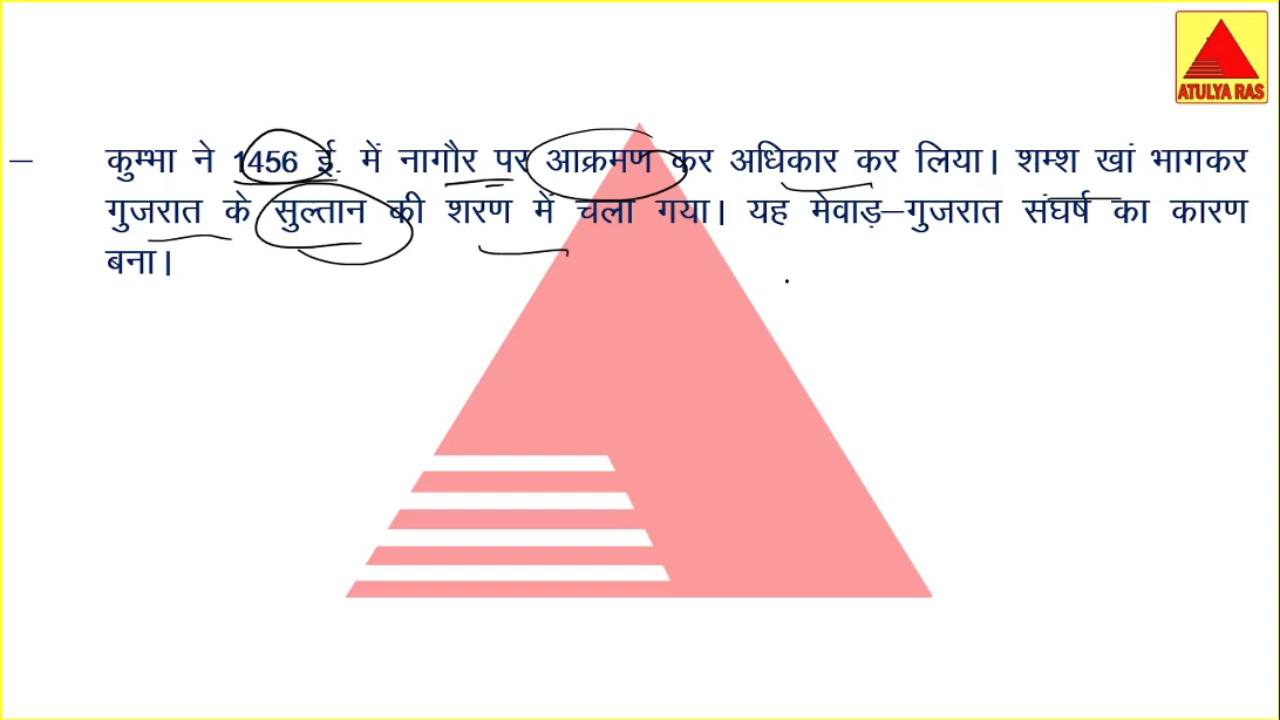 ATULYA RAS
– कुम्भा ने 1456 ई. में नागौर पर आक्रमण कर अधिकार कर लिया। शम्श खां भागकर
गुजरात के सुल्तान की शरण में चला गया। यह मेवाड़–गुजरात संघर्ष का कारण
बना।